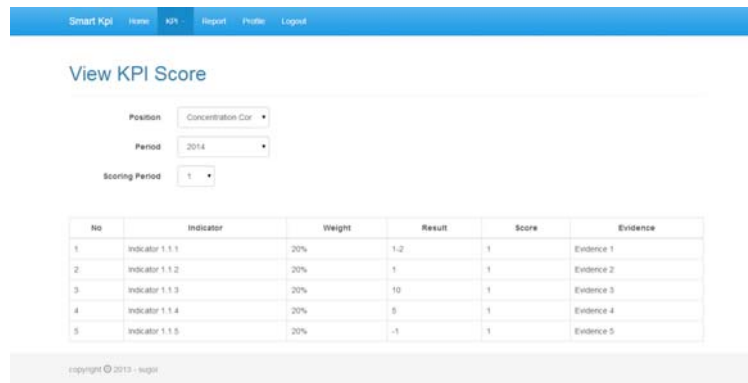 Smart Kpi Home KPI Report Profile Logout
View KPI Score
Position Concentration Cor
Period 2014
Scoring Period 1
No Indicator Weight Result Score Evidence
1 Indicator 1.1.1 20% 1-2 1 Evidence 1
2 Indicator 1.1.2 20% 1 1 Evidence 2
3 Indicator 1.1.3 20% 10 1 Evidence 3
4 Indicator 1.1.4 20% 5 1 Evidence 4
5 Indicator 1.1.5 20% -1 1 Evidence 5
copyright © 2013 -